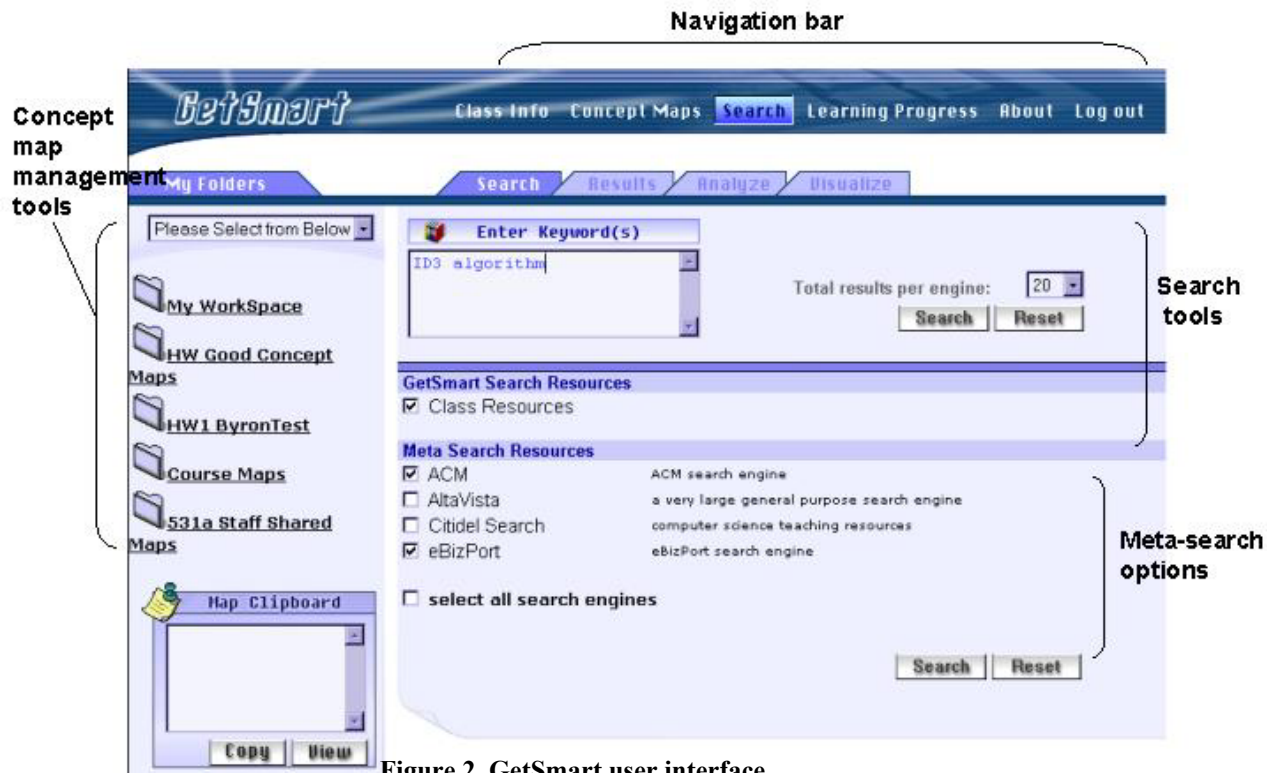 Navigation bar
GetSmart
Class Info Concept Maps Search Learning Progress About Log out
Concept
map
management
tools
My Folders
Search Results Analyze Visualize
Please Select from Below
My WorkSpace
HW Good Concept
Maps
HW1 ByronTest
Course Maps
531a Staff Shared
Maps
Map Clipboard
Copy View
Enter Keyword(s)
ID3 algorithm
Total results per engine: 20
Search Reset
Search
tools
GetSmart Search Resources
Class Resources
Meta Search Resources
ACM ACM search engine
AltaVista a very large general purpose search engine
Citidel Search computer science teaching resources
eBizPort eBizPort search engine
select all search engines
Meta-search
options
Search Reset
Figure 2. GetSmart user interface